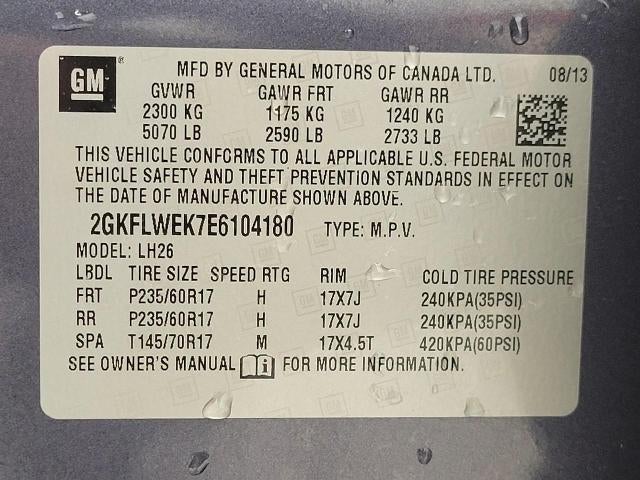 GM
MFD BY GENERAL MOTORS OF CANADA LTD. 08/13
GVWR GAWR FRT GAWR RR
2300 KG 1175 KG 1240 KG
5070 LB 2590 LB 2733 LB
THIS VEHICLE CONFORMS TO ALL APPLICABLE U.S. FEDERAL MOTOR
VEHICLE SAFETY AND THEFT PREVENTION STANDARDS IN EFFECT ON
THE DATE OF MANUFACTURE SHOWN ABOVE.
2GKFLWEK7E6104180 TYPE: M.P.V.
MODEL: LH26
LBDL TIRE SIZE SPEED RTG RIM COLD TIRE PRESSURE
FRT P235/60R17 H 17X7J 240KPA(35PSI)
RR P235/60R17 H 17X7J 240KPA(35PSI)
SPA T145/70R17 M 17X4.5T 420KPA(60PSI)
SEE OWNER'S MANUAL FOR MORE INFORMATION.